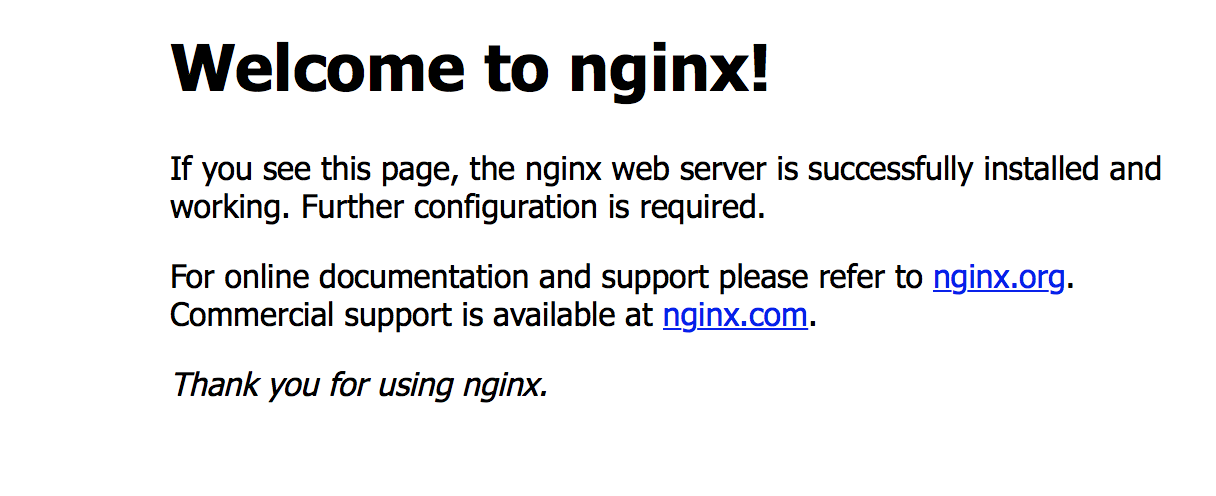 Welcome to nginx!
If you see this page, the nginx web server is successfully installed and
working. Further configuration is required.
For online documentation and support please refer to nginx.org.
Commercial support is available at nginx.com.
Thank you for using nginx.